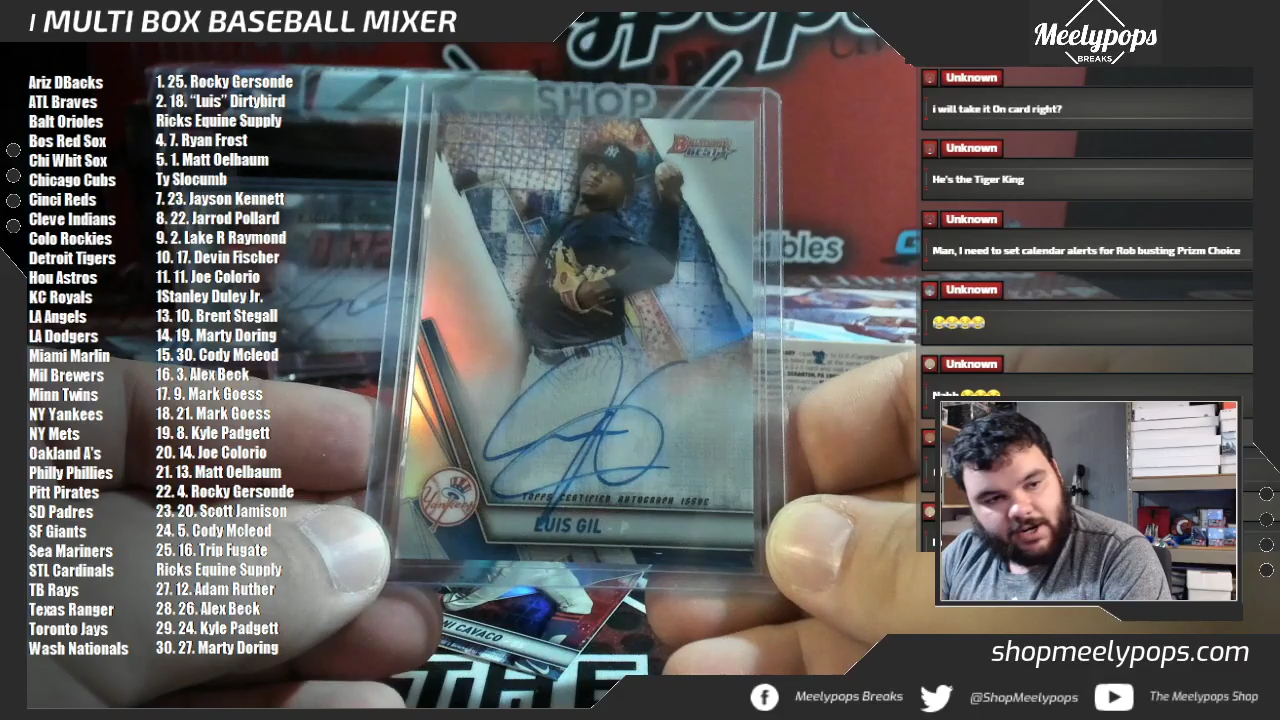 I MULTI BOX BASEBALL MIXER
Meelypops
BREAKS
Ariz DBacks 1. 25. Rocky Gersonde
ATL Braves 2. 18. “Luis” Dirtybird
Balt Orioles Ricks Equine Supply
Bos Red Sox 4. 7. Ryan Frost
Chi Whit Sox 5. 1. Matt Oelbaum
Chicago Cubs Ty Slocumb
Cinci Reds 7. 23. Jayson Kennett
Cleve Indians 8. 22. Jarrod Pollard
Colo Rockies 9. 2. Lake R Raymond
Detroit Tigers 10. 17. Devin Fischer
Hou Astros 11. 11. Joe Colorio
KC Royals 1Stanley Duley Jr.
LA Angels 13. 10. Brent Stegall
LA Dodgers 14. 19. Marty Doring
Miami Marlin 15. 30. Cody Mcleod
Mil Brewers 16. 3. Alex Beck
Minn Twins 17. 9. Mark Goess
NY Yankees 18. 21. Mark Goess
NY Mets 19. 8. Kyle Padgett
Oakland A's 20. 14. Joe Colorio
Philly Phillies 21. 13. Matt Oelbaum
Pitt Pirates 22. 4. Rocky Gersonde
SD Padres 23. 20. Scott Jamison
SF Giants 24. 5. Cody Mcleod
Sea Mariners 25. 16. Trip Fugate
STL Cardinals Ricks Equine Supply
TB Rays 27. 12. Adam Ruther
Texas Ranger 28. 26. Alex Beck
Toronto Jays 29. 24. Kyle Padgett
Wash Nationals 30. 27. Marty Doring
SHOP
BOWMAN'S
BEST
Yankees
TOPPS CERTIFIED AUTOGRAPH ISSUE
LUIS GIL
NI CAVACO
THE
Unknown
i will take it On card right?
Unknown
He's the Tiger King
Unknown
Man, I need to set calendar alerts for Rob busting Prizm Choice
Unknown
😂😂😂😂
Unknown
shopmeelypops.com
Meelypops Breaks
@ShopMeelypops
The Meelypops Shop